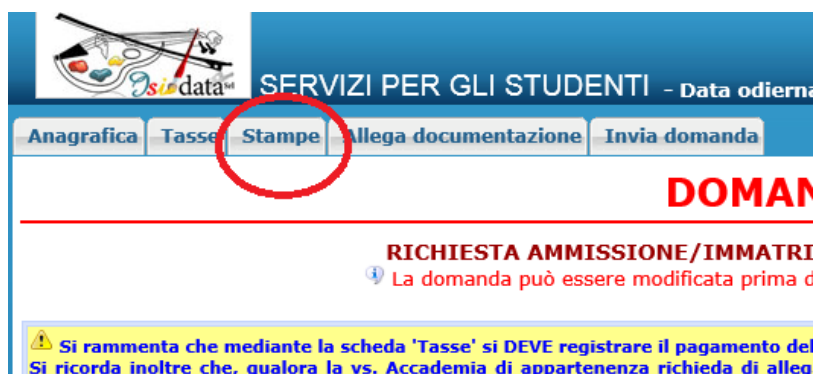 Isidata Srl
SERVIZI PER GLI STUDENTI - Data odierna
Anagrafica Tasse Stampe Allega documentazione Invia domanda
DOMAN
RICHIESTA AMMISSIONE/IMMATRI
La domanda può essere modificata prima d
Si rammenta che mediante la scheda 'Tasse' si DEVE registrare il pagamento del
Si ricorda inoltre che, qualora la vs. Accademia di appartenenza richieda di alleg